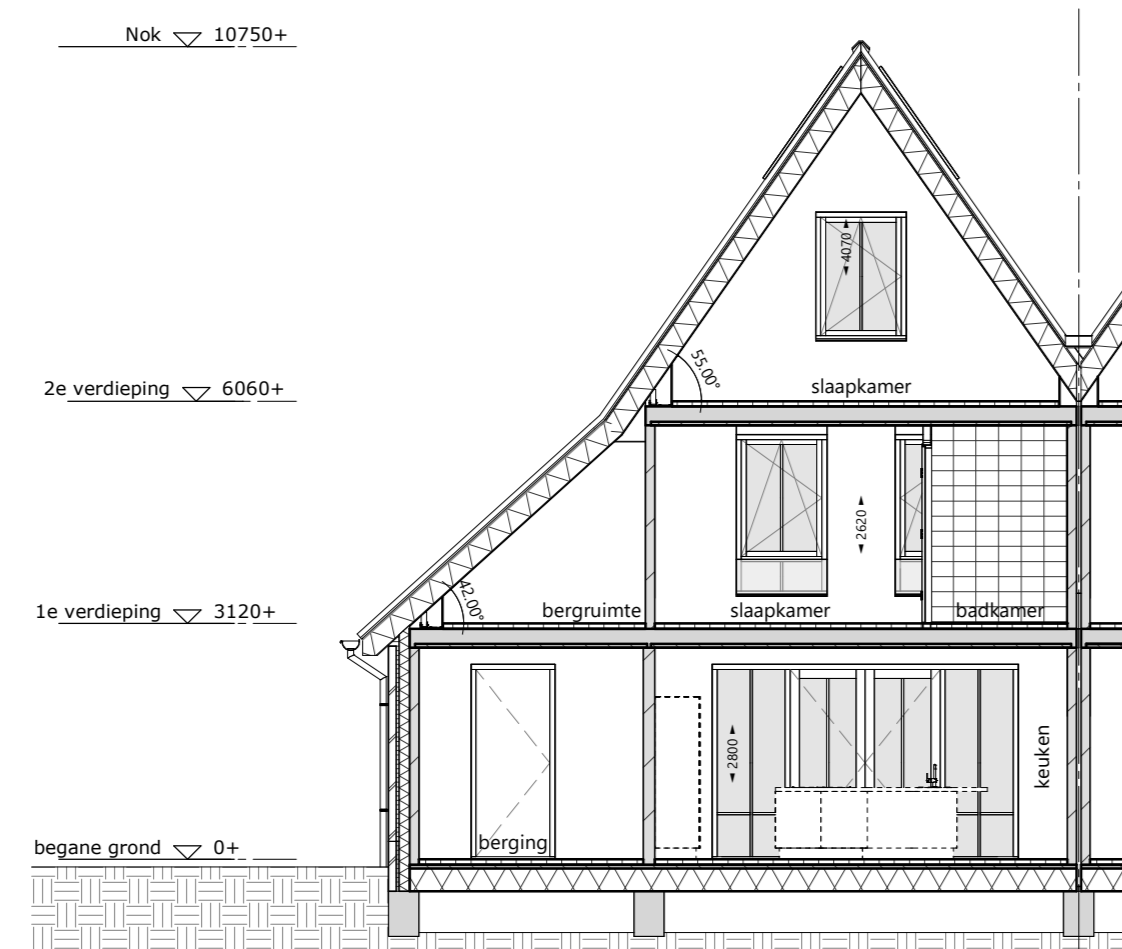 Nok 10750+
4070
55.00°
2e verdieping 6060+
slaapkamer
2620
42.00°
1e verdieping 3120+
bergruimte slaapkamer badkamer
2800
keuken
begane grond 0+
berging